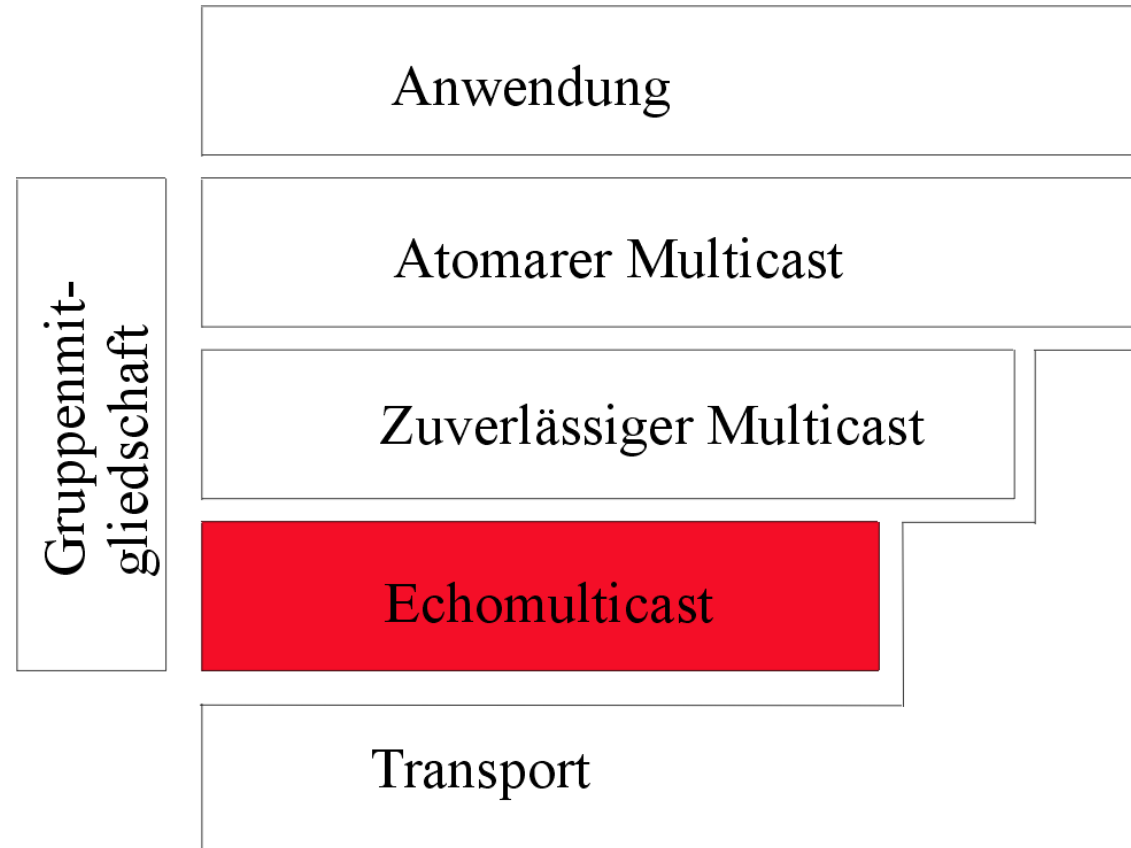 Anwendung
Atomarer Multicast
Gruppenmit-
gliedschaft
Zuverlässiger Multicast
Echomulticast
Transport